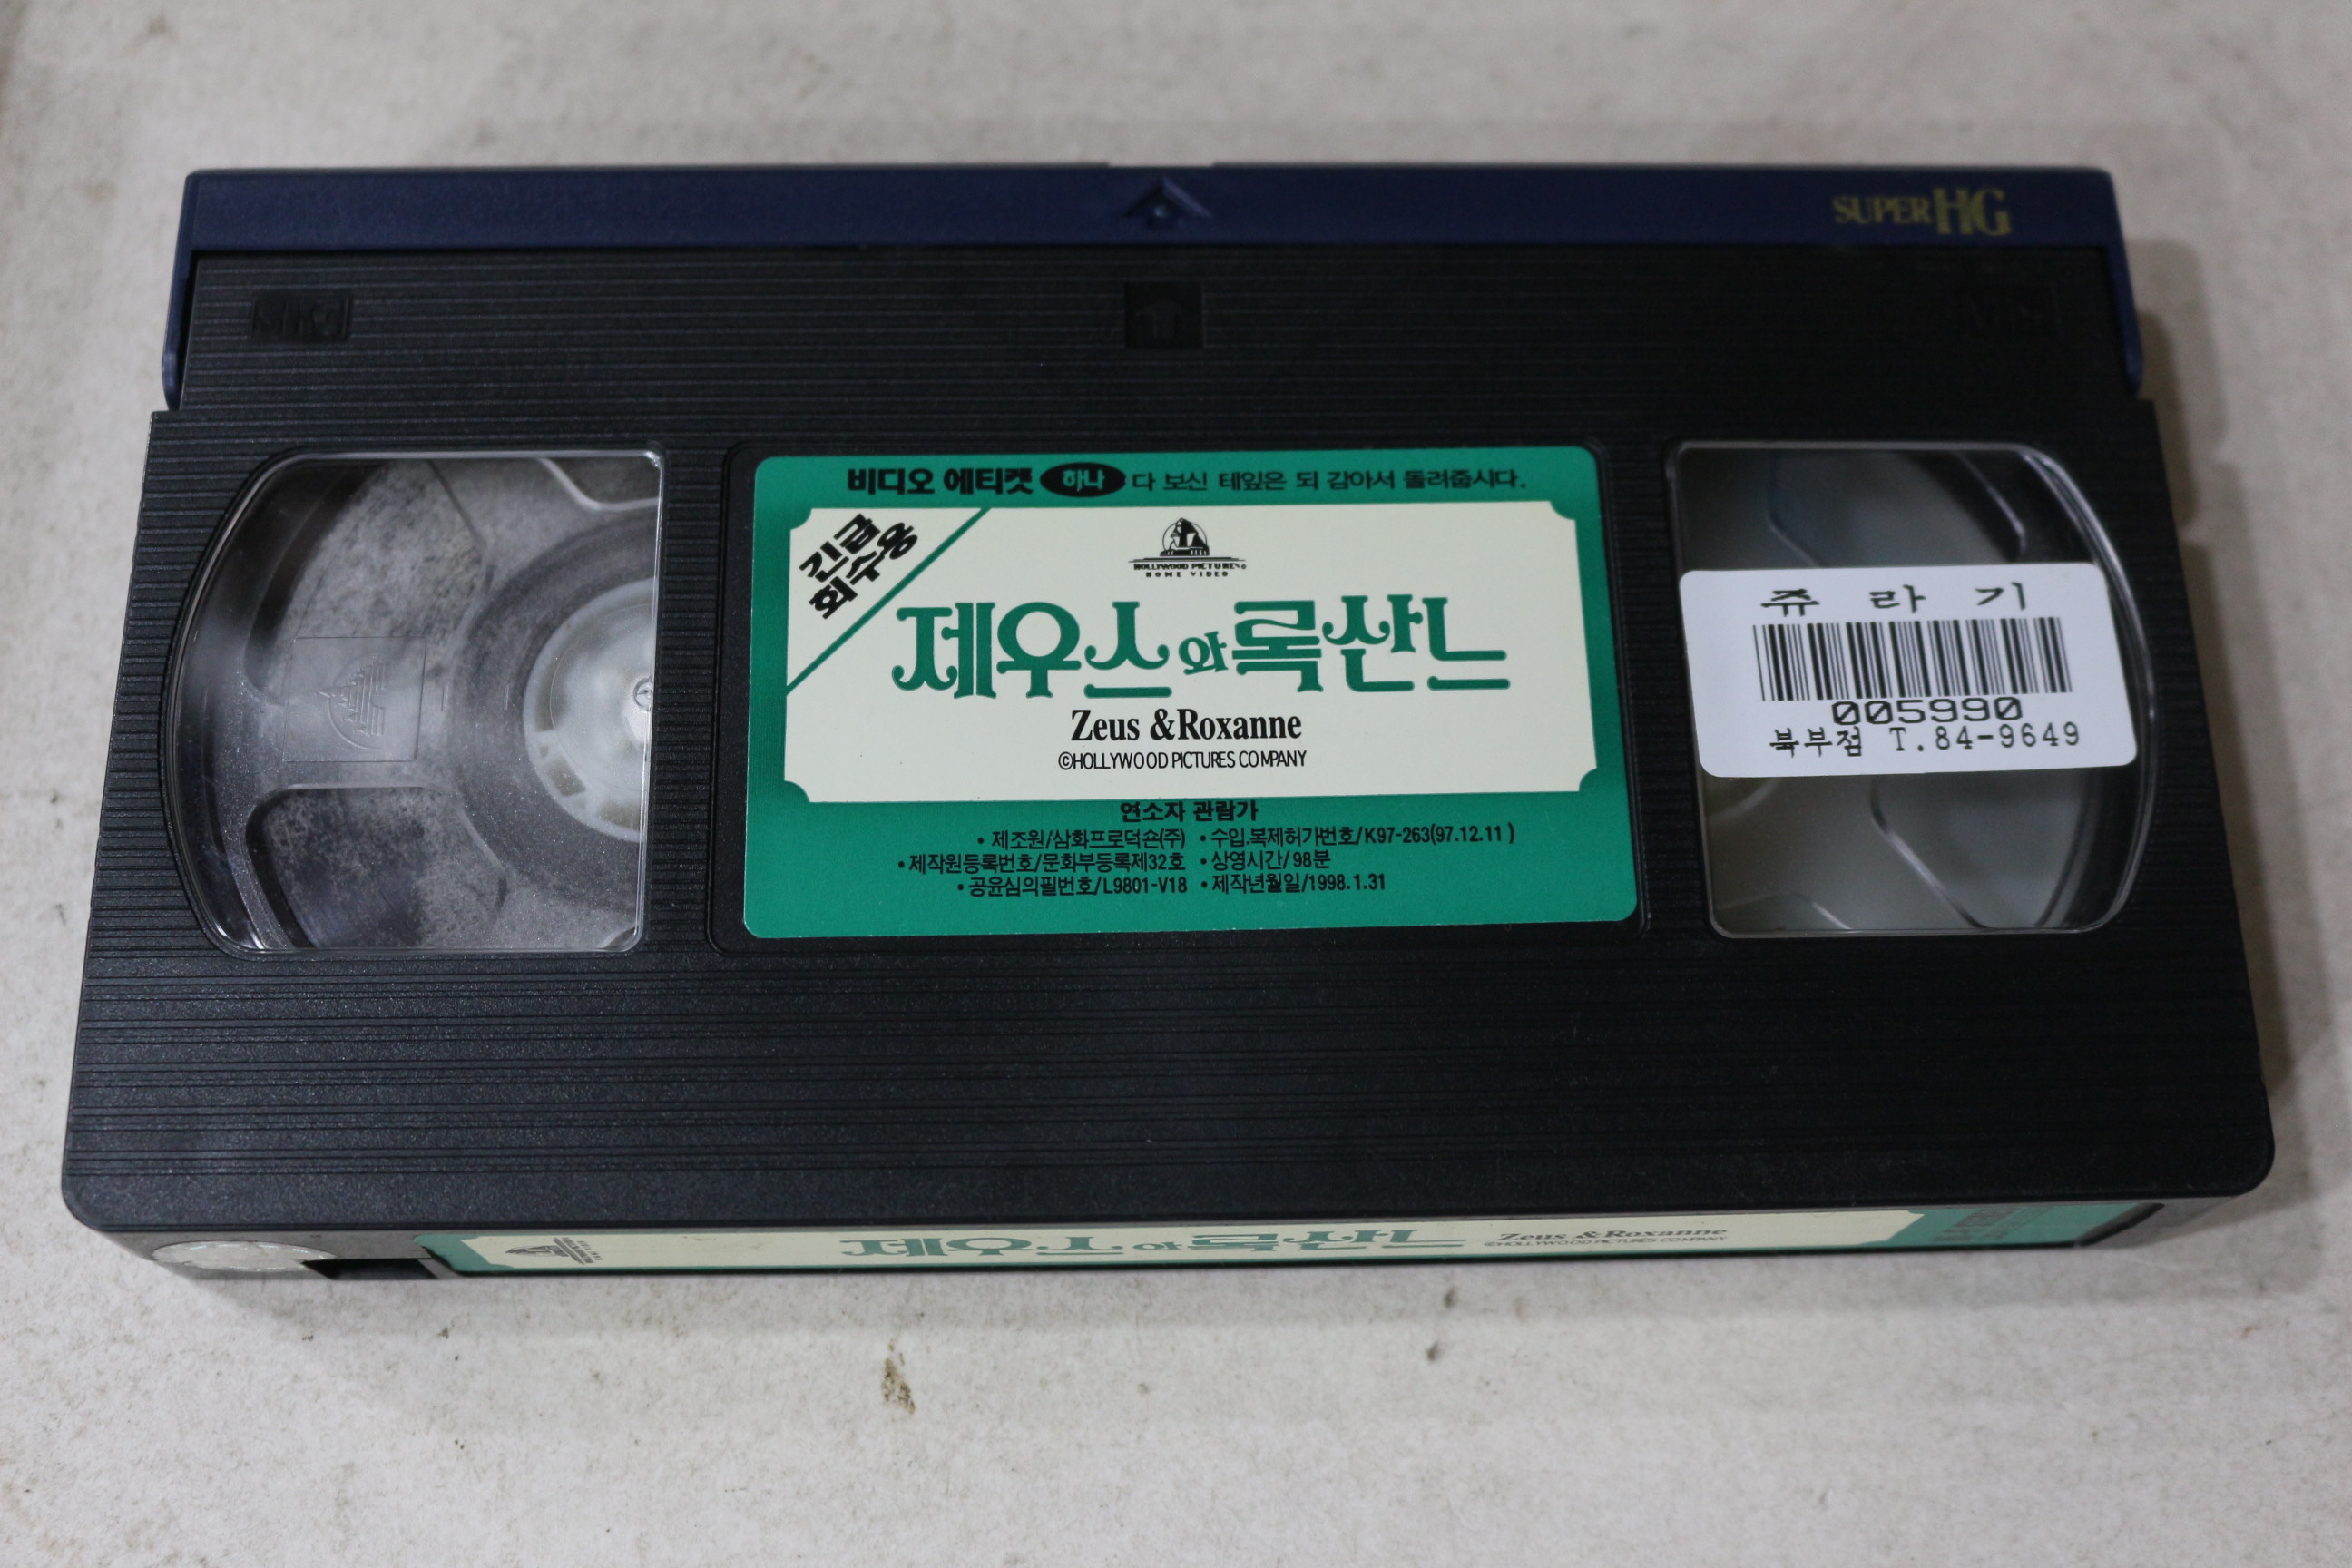 SUPER HG
비디오 에티켓 하나 다 보신 테잎은 되 감아서 돌려줍시다.
긴급
회수용
HOLLYWOOD PICTURES
HOME VIDEO
제우스와 록산느
Zeus &Roxanne
©HOLLYWOOD PICTURES COMPANY
연소자 관람가
• 제조원/삼화프로덕숀(주) • 수입.복제허가번호/K97-263(97.12.11)
• 제작원등록번호/문화부등록제32호 • 상영시간/98분
• 공윤심의필번호/L9801-V18 • 제작년월일/1998.1.31
쥬라기
005990
북부점 T.84-9649
제우스와 록산느 Zeus &Roxanne
©HOLLYWOOD PICTURES COMPANY